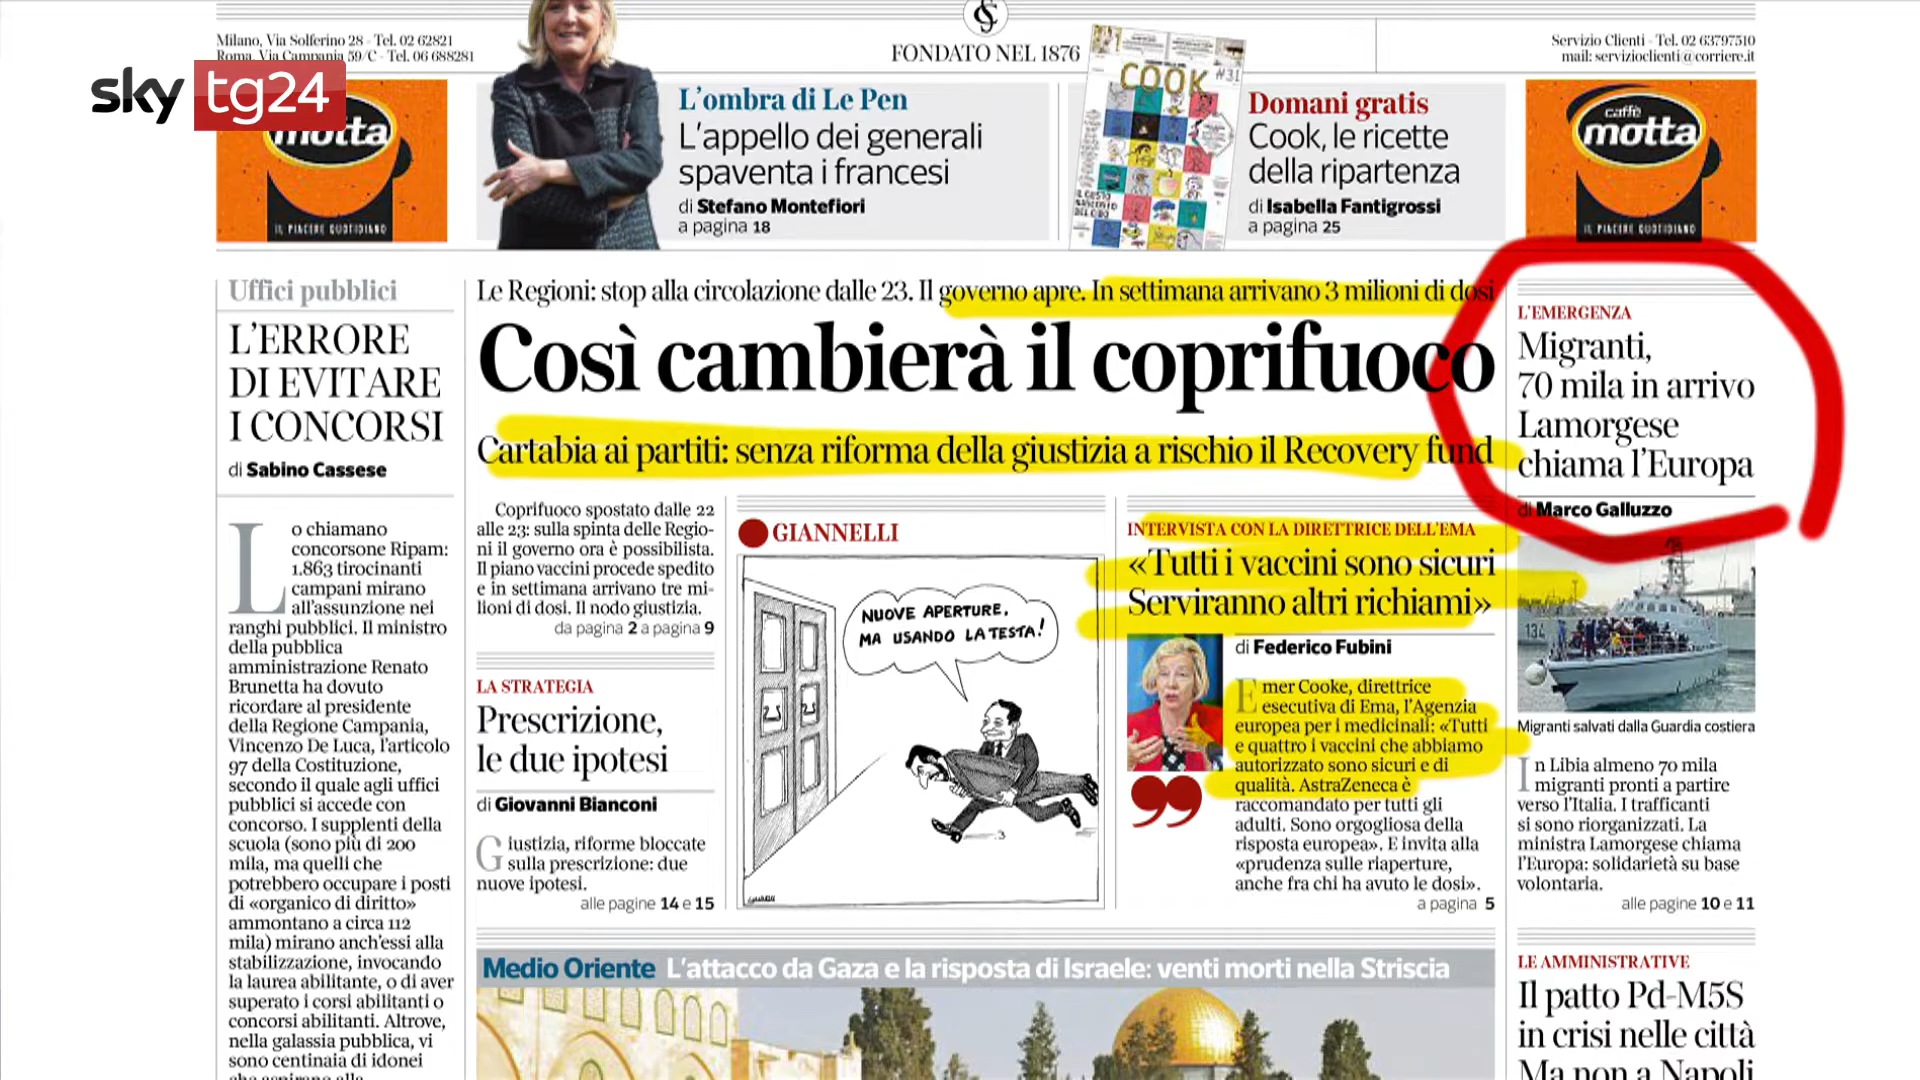 Milano, Via Solferino 28 - Tel. 02 62821
Roma, Via Campania 59/C - Tel. 06 688281
sky tg24
FONDATO NEL 1876
Servizio Clienti - Tel. 02 63797510
mail: servizioclienti@corriere.it
motta
IL PIACERE QUOTIDIANO
L'ombra di Le Pen
L'appello dei generali
spaventa i francesi
di Stefano Montefiori
a pagina 18
COOK
#31
Domani gratis
Cook, le ricette
della ripartenza
di Isabella Fantigrossi
a pagina 25
caffè
motta
IL PIACERE QUOTIDIANO
Uffici pubblici
L'ERRORE
DI EVITARE
I CONCORSI
di Sabino Cassese
Lo chiamano
concorsone Ripam:
1.863 tirocinanti
campani mirano
all'assunzione nei
ranghi pubblici. Il ministro
della pubblica
amministrazione Renato
Brunetta ha dovuto
ricordare al presidente
della Regione Campania,
Vincenzo De Luca, l'articolo
97 della Costituzione,
secondo il quale agli uffici
pubblici si accede con
concorso. I supplenti della
scuola (sono più di 200
mila, ma quelli che
potrebbero occupare i posti
di «organico di diritto»
ammontano a circa 112
mila) mirano anch'essi alla
stabilizzazione, invocando
la laurea abilitante, o di aver
superato i corsi abilitanti o
concorsi abilitanti. Altrove,
nella galassia pubblica, vi
sono centinaia di idonei
che aspirano alla
Le Regioni: stop alla circolazione dalle 23. Il governo apre. In settimana arrivano 3 milioni di dosi
Così cambierà il coprifuoco
Cartabia ai partiti: senza riforma della giustizia a rischio il Recovery fund
Coprifuoco spostato dalle 22
alle 23: sulla spinta delle Regio-
ni il governo ora è possibilista.
Il piano vaccini procede spedito
e in settimana arrivano tre mi-
lioni di dosi. Il nodo giustizia.
da pagina 2 a pagina 9
LA STRATEGIA
Prescrizione,
le due ipotesi
di Giovanni Bianconi
Giustizia, riforme bloccate
sulla prescrizione: due
nuove ipotesi.
alle pagine 14 e 15
GIANNELLI
NUOVE APERTURE,
MA USANDO LA TESTA!
INTERVISTA CON LA DIRETTRICE DELL'EMA
«Tutti i vaccini sono sicuri
Serviranno altri richiami»
di Federico Fubini
Emer Cooke, direttrice
esecutiva di Ema, l'Agenzia
europea per i medicinali: «Tutti
e quattro i vaccini che abbiamo
autorizzato sono sicuri e di
qualità. AstraZeneca è
raccomandato per tutti gli
adulti. Sono orgogliosa della
risposta europea». E invita alla
«prudenza sulle riaperture,
anche fra chi ha avuto le dosi».
a pagina 5
L'EMERGENZA
Migranti,
70 mila in arrivo
Lamorgese
chiama l'Europa
di Marco Galluzzo
134
Migranti salvati dalla Guardia costiera
In Libia almeno 70 mila
migranti pronti a partire
verso l'Italia. I trafficanti
si sono riorganizzati. La
ministra Lamorgese chiama
l'Europa: solidarietà su base
volontaria.
alle pagine 10 e 11
Medio Oriente L'attacco da Gaza e la risposta di Israele: venti morti nella Striscia
LE AMMINISTRATIVE
Il patto Pd-M5S
in crisi nelle città
Ma non a Napoli